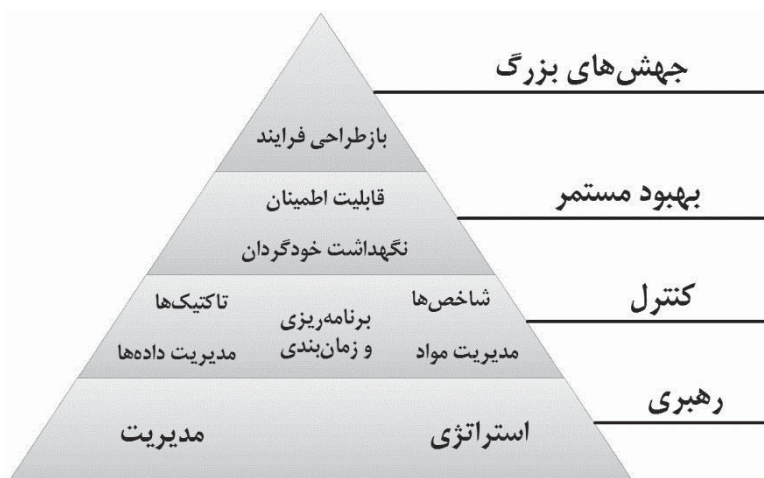 جهش‌های بزرگ
بازطراحی فرایند
بهبود مستمر
قابلیت اطمینان
نگهداشت خودگردان
کنترل
شاخص‌ها
مدیریت مواد
برنامه‌ریزی
و زمان‌بندی
تاکتیک‌ها
مدیریت داده‌ها
رهبری
استراتژی
مدیریت